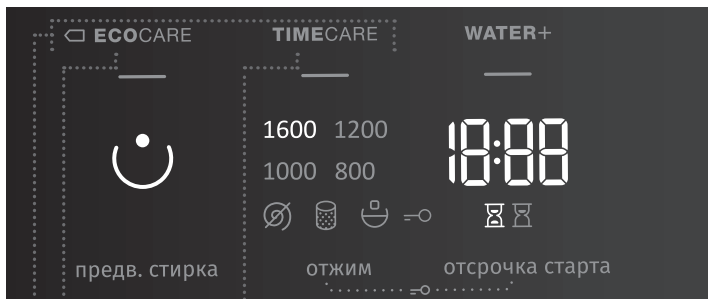 ECOCARE TIMECARE WATER+
1600 1200
1000 800
18:88
предв. стирка отжим отсрочка старта